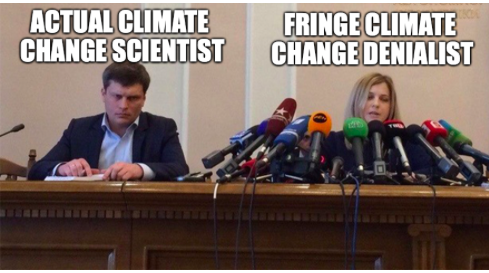 ACTUAL CLIMATE
CHANGE SCIENTIST
FRINGE CLIMATE
CHANGE DENIALIST